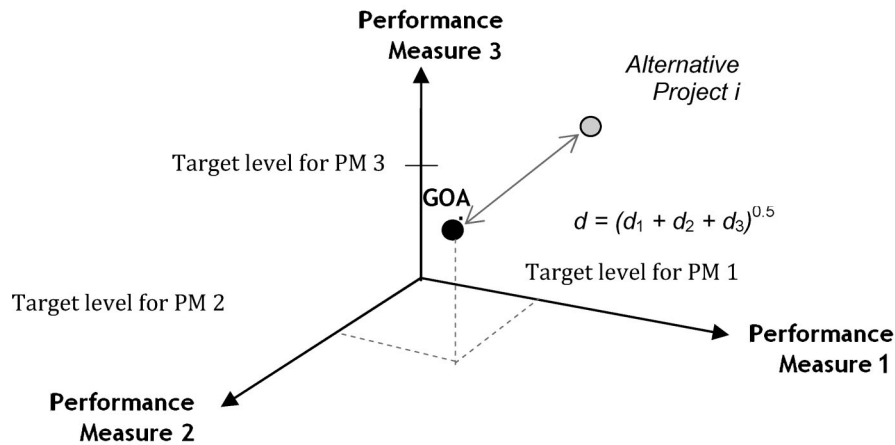 Performance
Measure 3
Alternative
Project i
Target level for PM 3
GOA
d = (d₁ + d₂ + d₃)^0.5
Target level for PM 1
Target level for PM 2
Performance
Measure 1
Performance
Measure 2